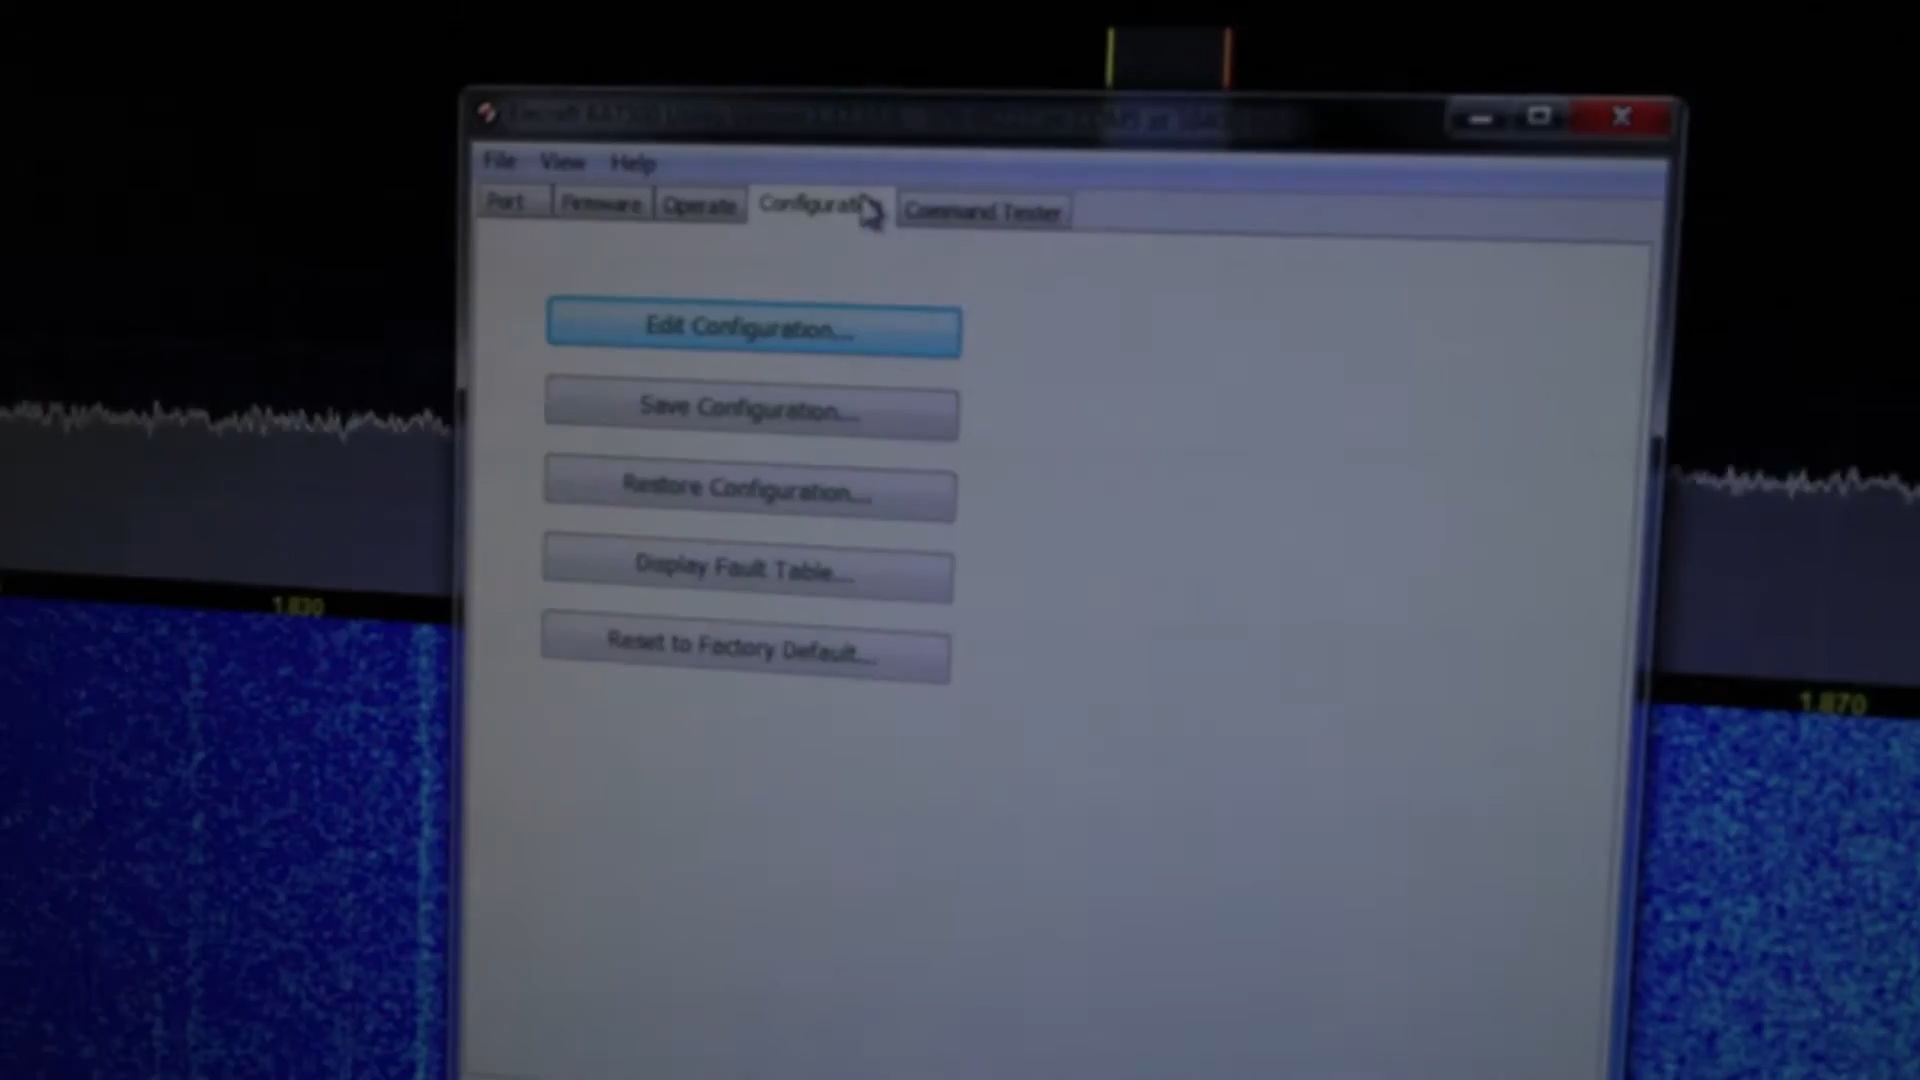 File View Help
Port Firmware Operate Configurati Command Tester
Edit Configuration...
Save Configuration...
Restore Configuration...
Display Fault Table...
Reset to Factory Default...
1.830
1.870